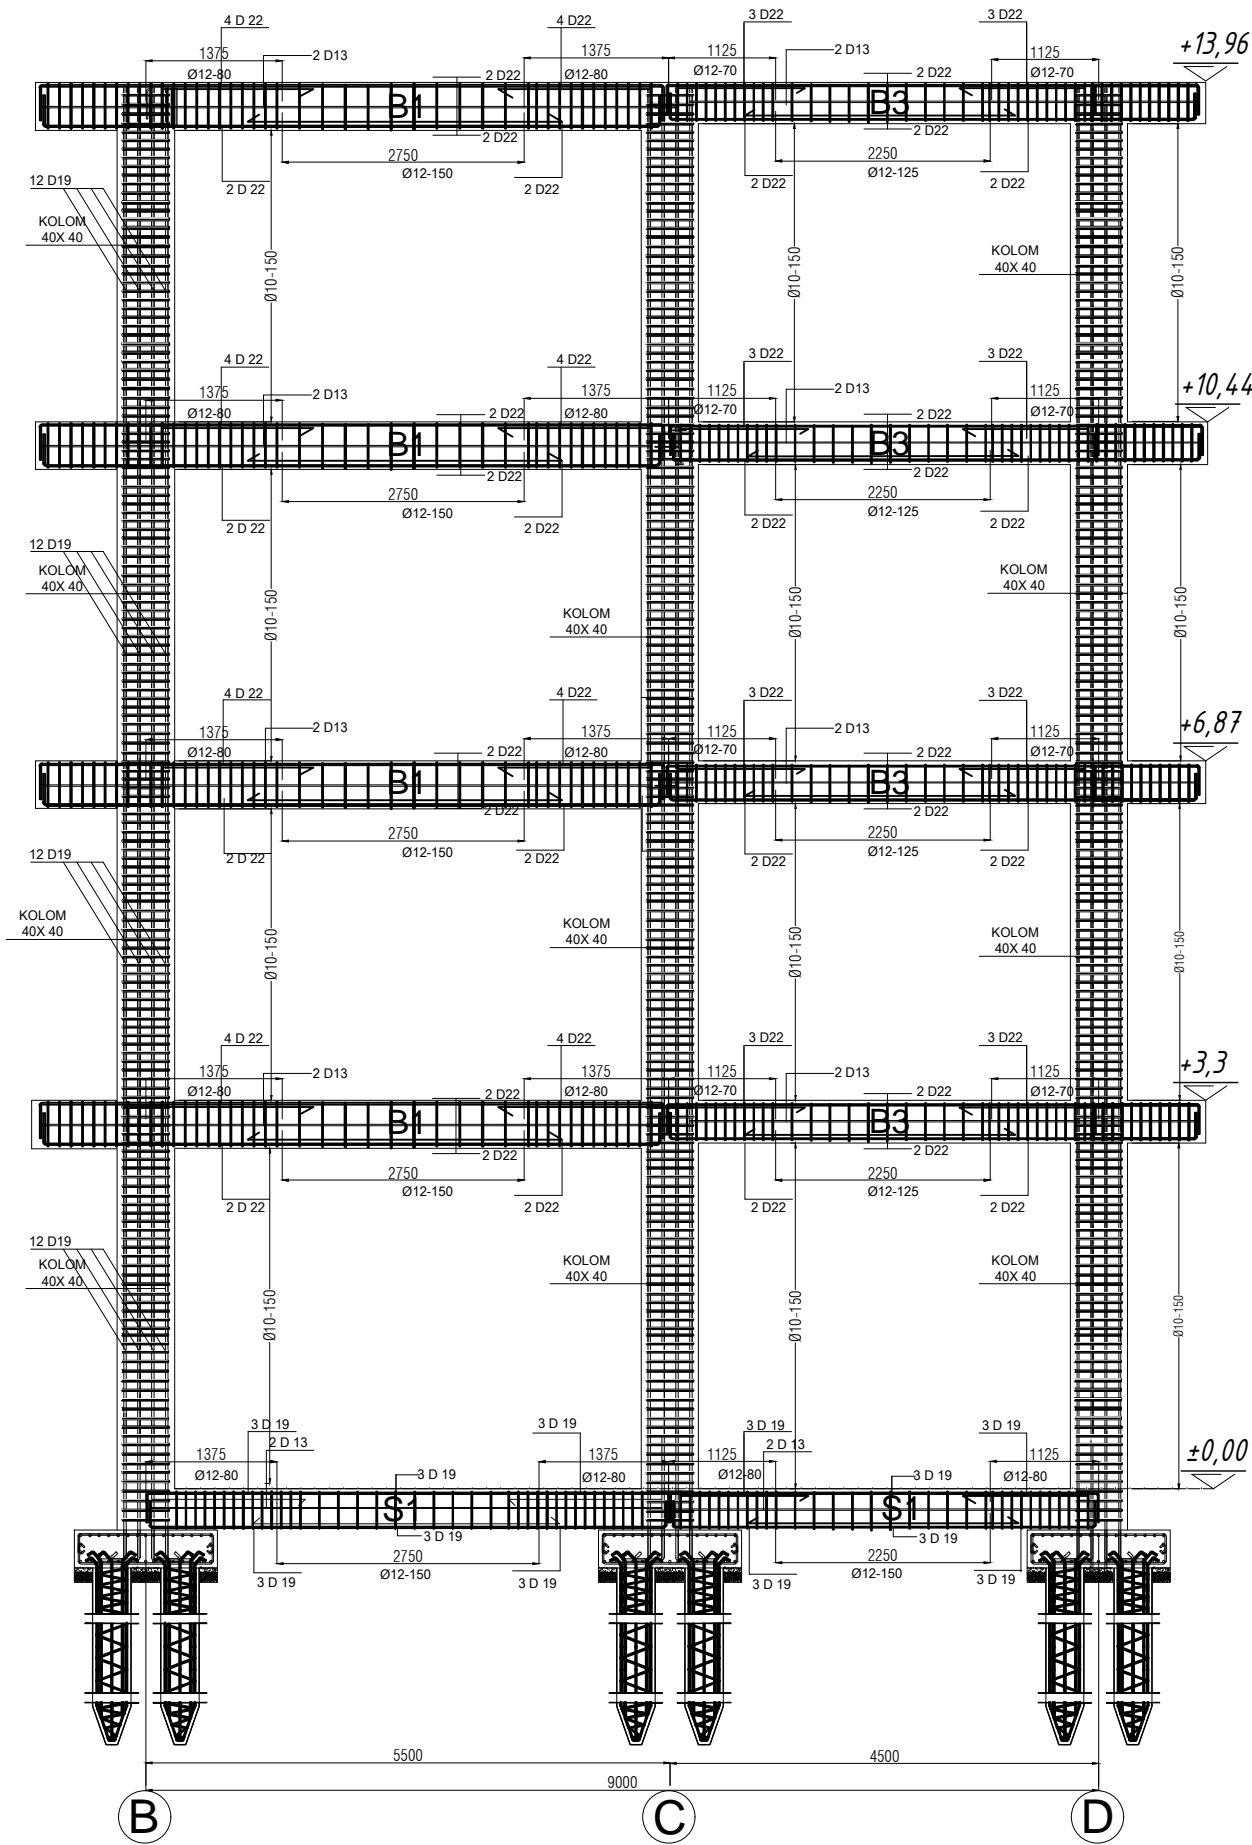 4 D 22
4 D22
3 D22
3 D22
+13,96
1375
2 D13
1375
1125
2 D13
1125
Ø12-80
2 D22
Ø12-80
Ø12-70
2 D22
Ø12-70
B1
B3
2 D22
2 D22
2750
2250
Ø12-150
Ø12-125
12 D19
2 D 22
2 D22
2 D22
2 D22
KOLOM
40X 40
KOLOM
40X 40
Ø10-150
Ø10-150
Ø10-150
4 D 22
4 D22
3 D22
3 D22
+10,44
1375
2 D13
1375
1125
2 D13
1125
Ø12-80
2 D22
Ø12-80
Ø12-70
2 D22
Ø12-70
B1
B3
2 D22
2 D22
2750
2250
Ø12-150
Ø12-125
2 D 22
2 D22
2 D22
2 D22
12 D19
KOLOM
40X 40
KOLOM
40X 40
KOLOM
40X 40
Ø10-150
Ø10-150
Ø10-150
4 D 22
4 D22
3 D22
3 D22
+6,87
1375
2 D13
1375
1125
2 D13
1125
Ø12-80
2 D22
Ø12-80
Ø12-70
2 D22
Ø12-70
B1
B3
2 D22
2 D22
2750
2250
Ø12-150
Ø12-125
12 D19
2 D 22
2 D22
2 D22
2 D22
KOLOM
40X 40
KOLOM
40X 40
KOLOM
40X 40
Ø10-150
Ø10-150
Ø10-150
4 D 22
4 D22
3 D22
3 D22
+3,3
1375
2 D13
1375
1125
2 D13
1125
Ø12-80
2 D22
Ø12-80
Ø12-70
2 D22
Ø12-70
B1
B3
2 D22
2 D22
2750
2250
Ø12-150
Ø12-125
2 D 22
2 D22
2 D22
2 D22
12 D19
KOLOM
40X 40
KOLOM
40X 40
KOLOM
40X 40
Ø10-150
Ø10-150
Ø10-150
3 D 19
3 D 19
3 D 19
3 D 19
±0,00
1375
2 D 13
1375
1125
2 D 13
1125
Ø12-80
3 D 19
Ø12-80
Ø12-80
3 D 19
Ø12-80
S1
S1
3 D 19
3 D 19
2750
2250
Ø12-150
Ø12-150
3 D 19
3 D 19
3 D 19
3 D 19
5500
4500
9000
B
C
D